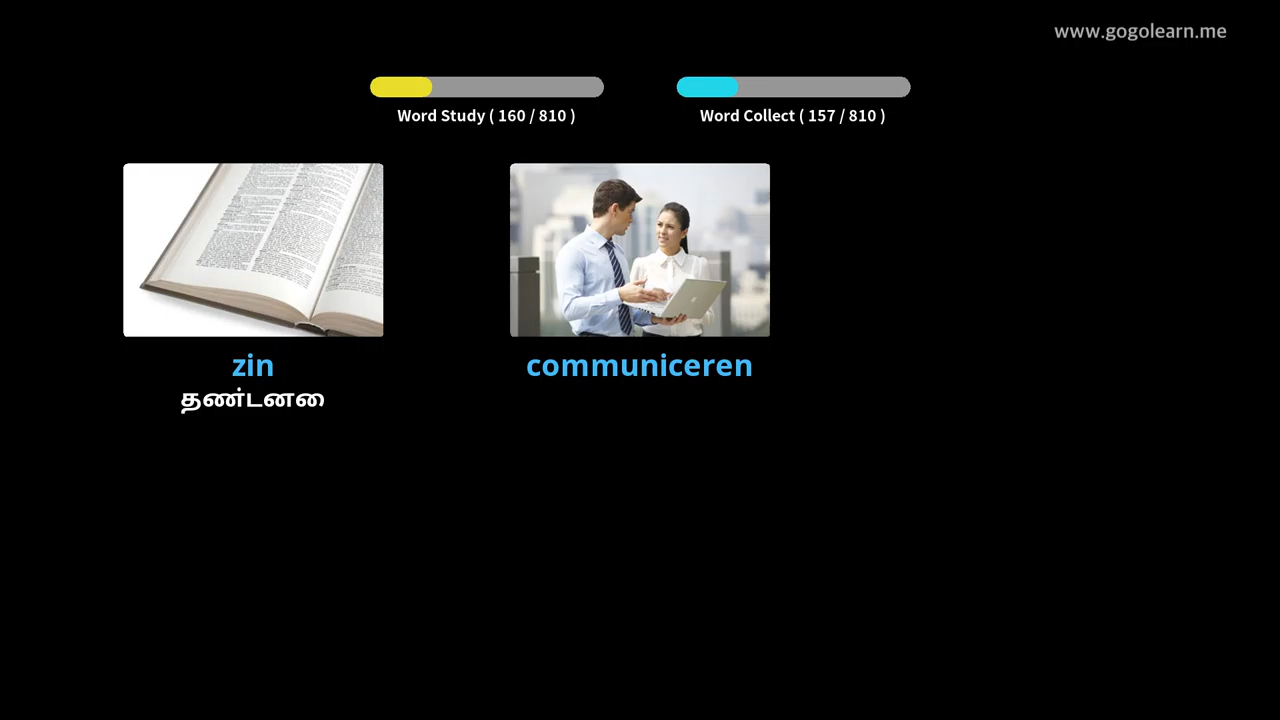 www.gogolearn.me
Word Study ( 160 / 810 )
Word Collect ( 157 / 810 )
zin
தண்டனை
communiceren